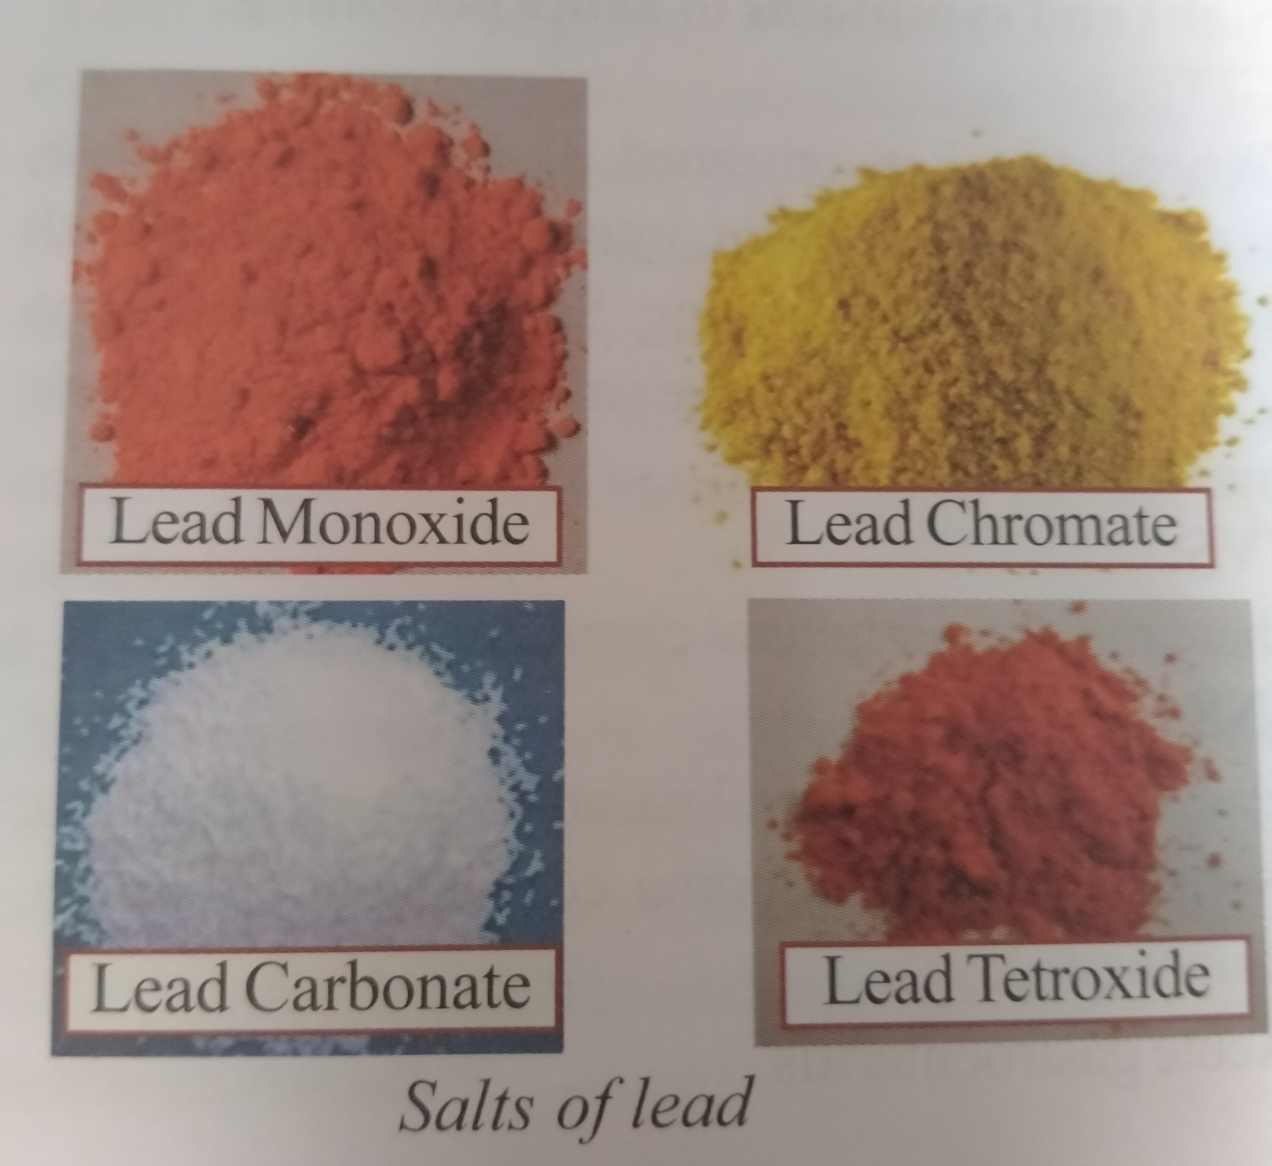 Lead Monoxide
Lead Chromate
Lead Carbonate
Lead Tetroxide
Salts of lead